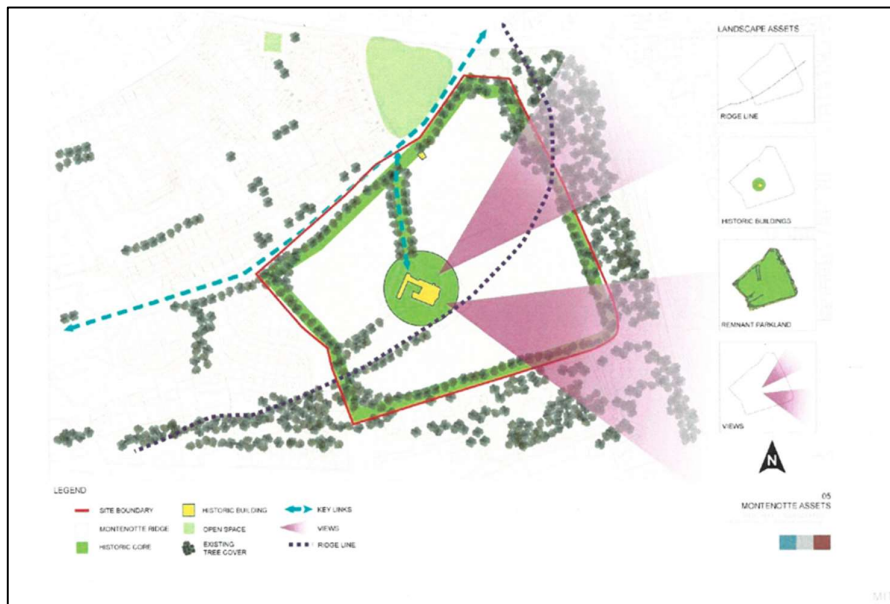 LANDSCAPE ASSETS
RIDGE LINE
HISTORIC BUILDINGS
REMNANT PARKLAND
VIEWS
N
LEGEND
SITE BOUNDARY
HISTORIC BUILDING
KEY LINKS
MONTENOTTE RIDGE
OPEN SPACE
VIEWS
HISTORIC CORE
EXISTING
TREE COVER
RIDGE LINE
05
MONTENOTTE ASSETS